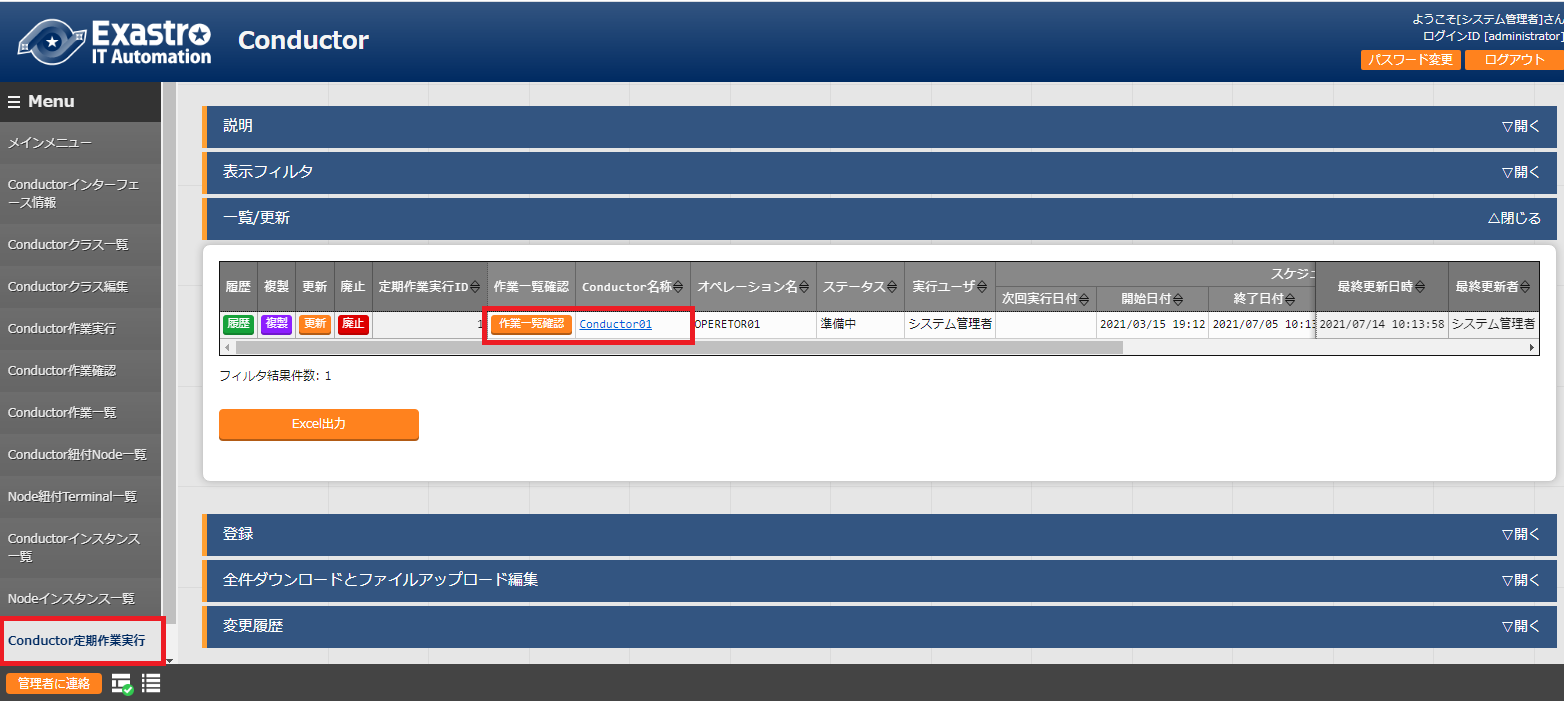 Exastro
IT Automation
Conductor
ようこそ[システム管理者]さん
ログインID [administrator]
パスワード変更
ログアウト
Menu
メインメニュー
Conductorインターフェ
ース情報
Conductorクラス一覧
Conductorクラス編集
Conductor作業実行
Conductor作業確認
Conductor作業一覧
Conductor紐付Node一覧
Node紐付Terminal一覧
Conductorインスタンス
一覧
Nodeインスタンス一覧
Conductor定期作業実行
説明
▽開く
表示フィルタ
▽開く
一覧/更新
△閉じる
履歴 複製 更新 廃止 定期作業実行ID 作業一覧確認 Conductor名称 オペレーション名 ステータス 実行ユーザ スケジュ 最終更新日時 最終更新者
次回実行日付 開始日付 終了日付
履歴 複製 更新 廃止 1 作業一覧確認 Conductor01 OPERETOR01 準備中 システム管理者 2021/03/15 19:12 2021/07/05 10:13 2021/07/14 10:13:58 システム管理者
フィルタ結果件数: 1
Excel出力
登録
▽開く
全件ダウンロードとファイルアップロード編集
▽開く
変更履歴
▽開く
管理者に連絡